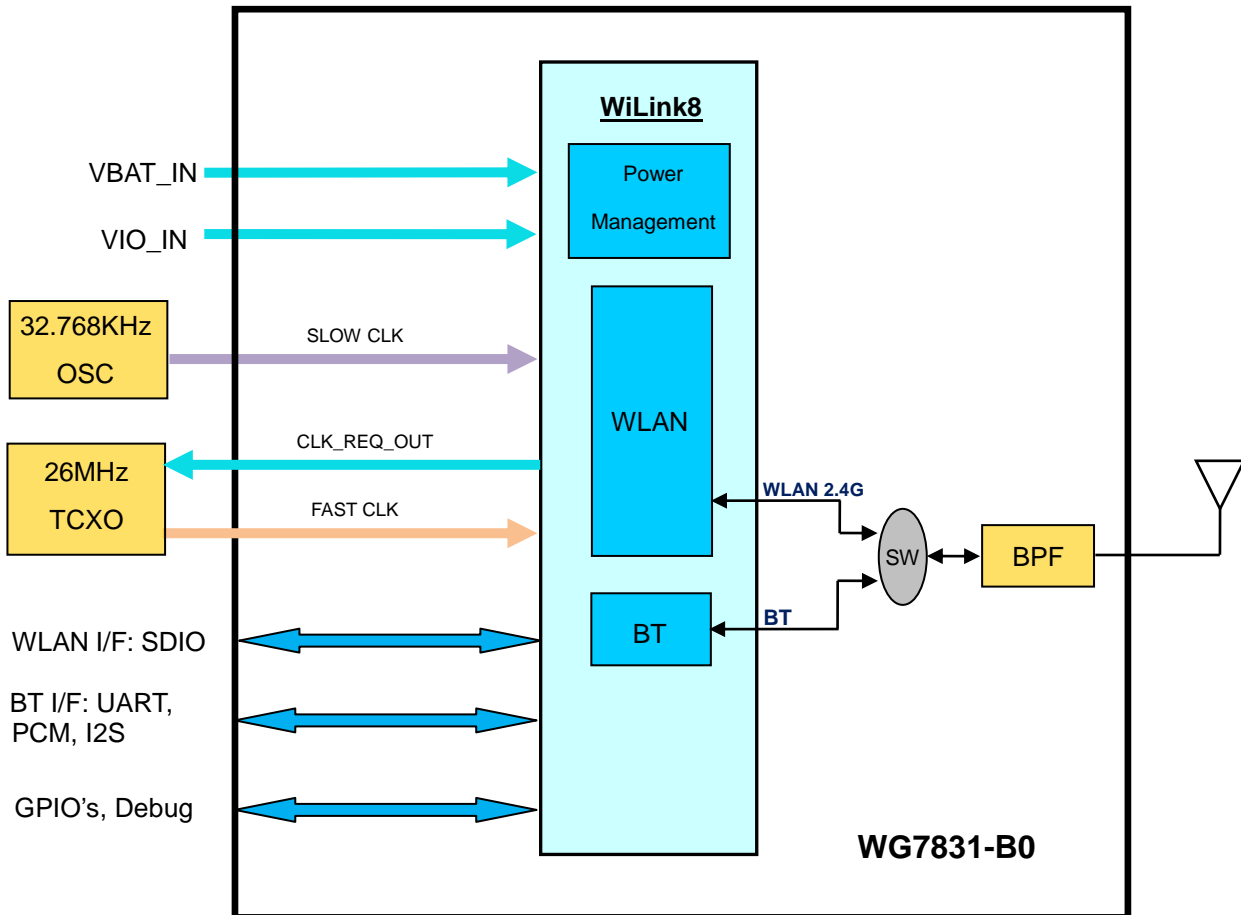 WiLink8
Power
Management
VBAT_IN
VIO_IN
32.768KHz
OSC
SLOW CLK
WLAN
CLK_REQ_OUT
26MHz
TCXO
FAST CLK
WLAN 2.4G
SW
BPF
BT
BT
WLAN I/F: SDIO
BT I/F: UART,
PCM, I2S
GPIO's, Debug
WG7831-B0